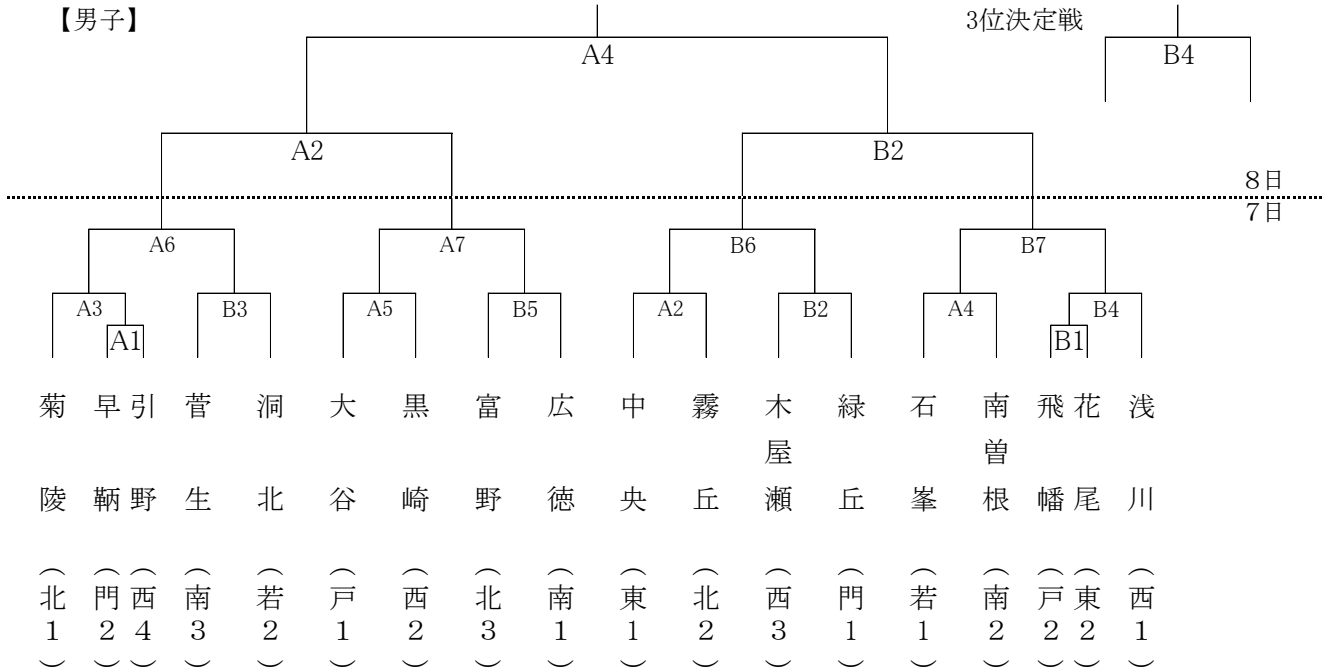 【男子】
3位決定戦
A4
B4
A2
B2
8日
7日
A6
A7
B6
B7
A3
B3
A5
B5
A2
B2
A4
B4
A1
B1
菊陵（北1）
早鞆（門2）
引野（西4）
菅生（南3）
洞北（若2）
大谷（戸1）
黒崎（西2）
富野（北3）
広徳（南1）
中央（東1）
霧丘（北2）
木屋瀬（西3）
緑丘（門1）
石峯（若1）
南曽根（南2）
飛幡（戸2）
花尾（東2）
浅川（西1）